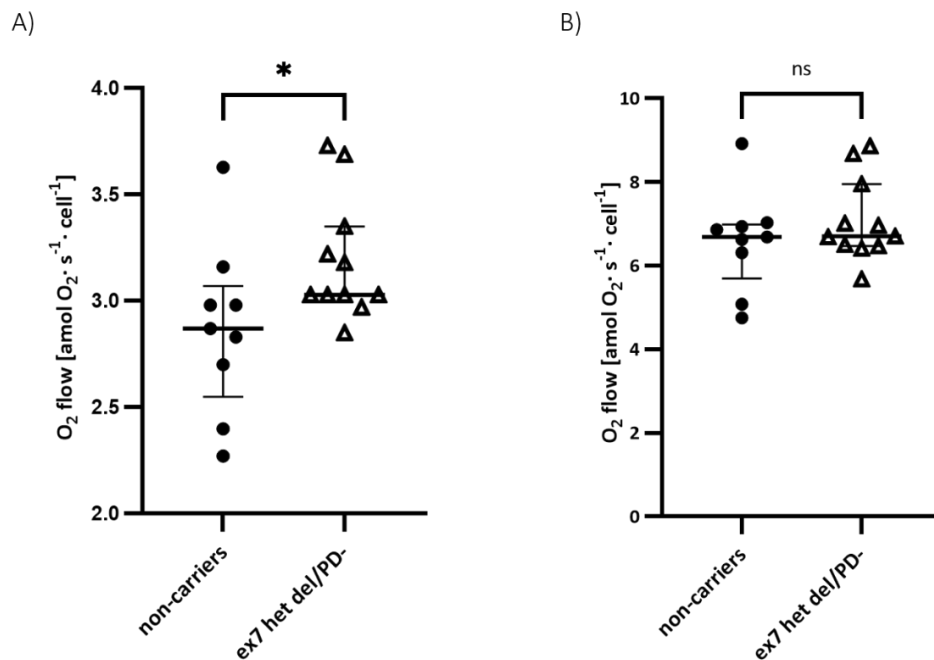 A)
*
4.0
3.5
3.0
2.5
2.0
O₂ flow [amol O₂· s⁻¹· cell⁻¹]
non-carriers
ex7 het del/PD-
B)
ns
10
8
6
4
2
0
O₂ flow [amol O₂· s⁻¹· cell⁻¹]
non-carriers
ex7 het del/PD-